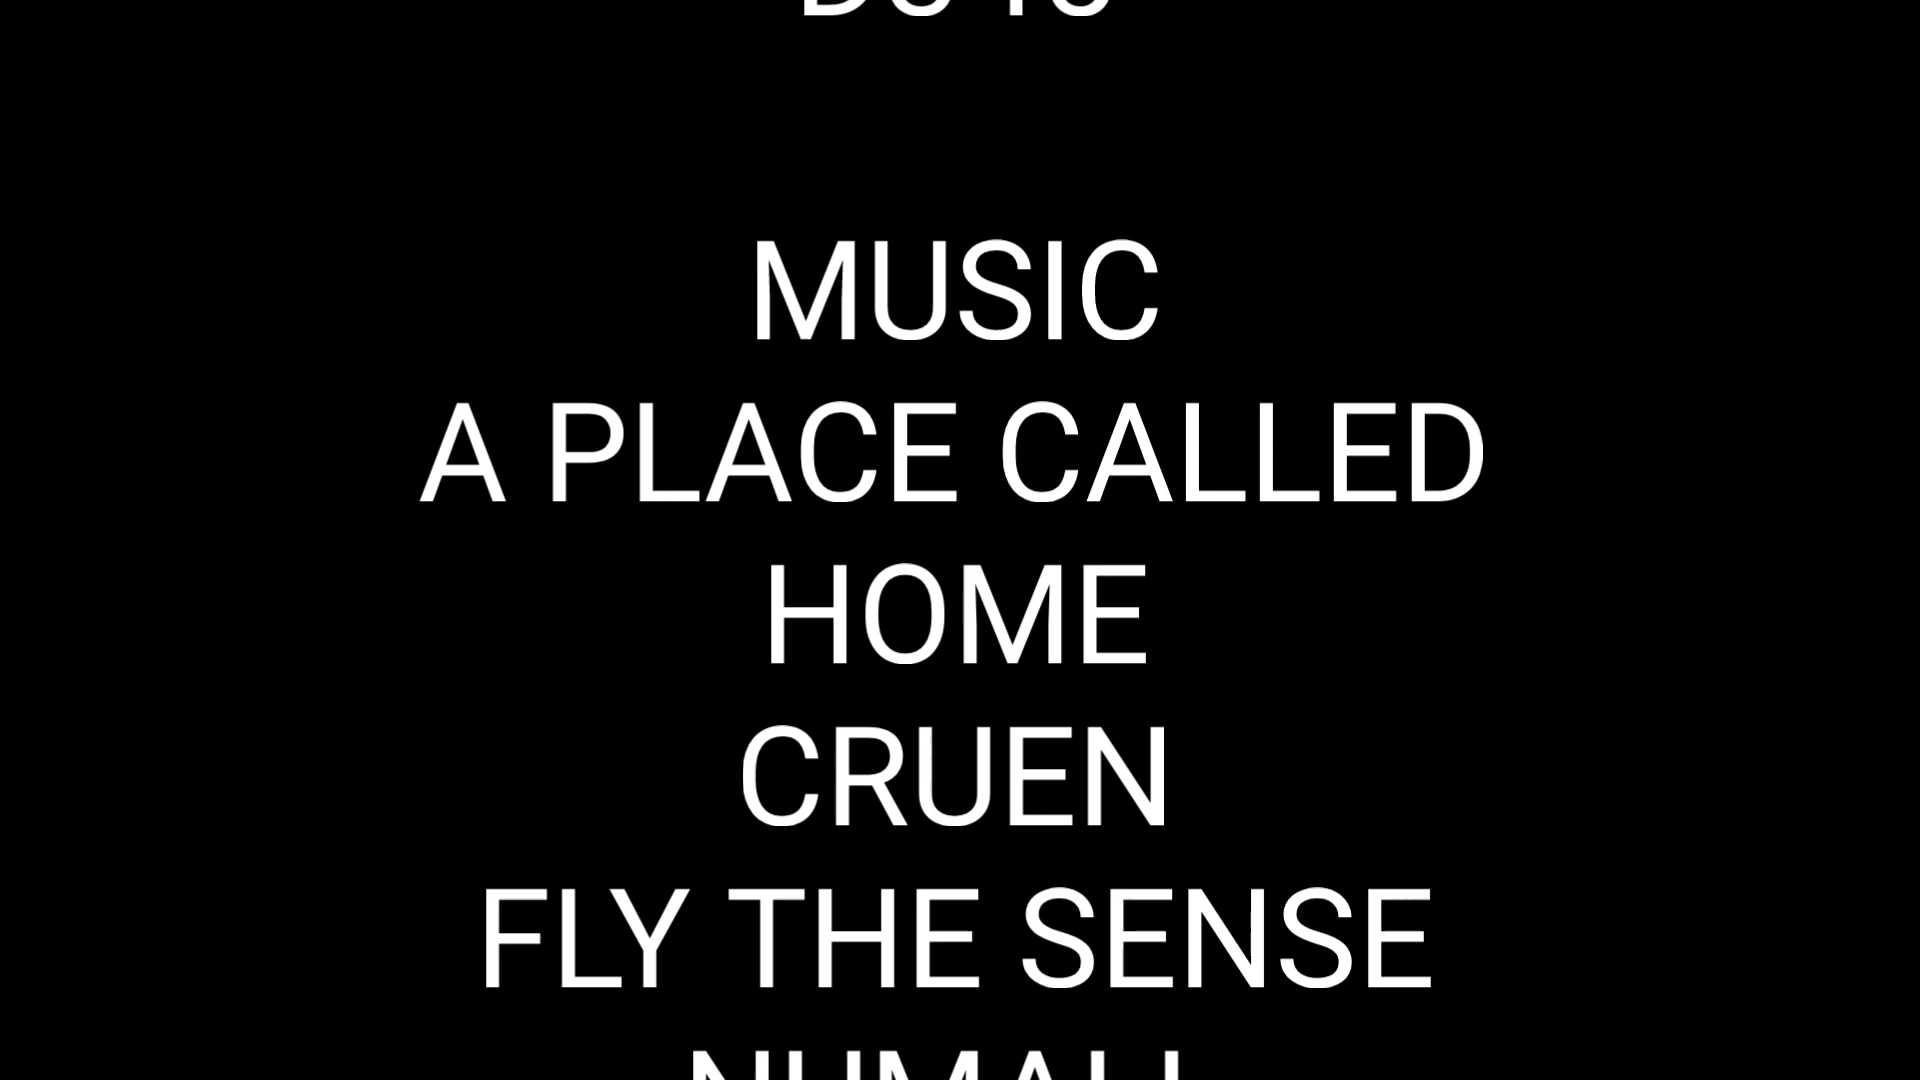 MUSIC
A PLACE CALLED
HOME
CRUEN
FLY THE SENSE